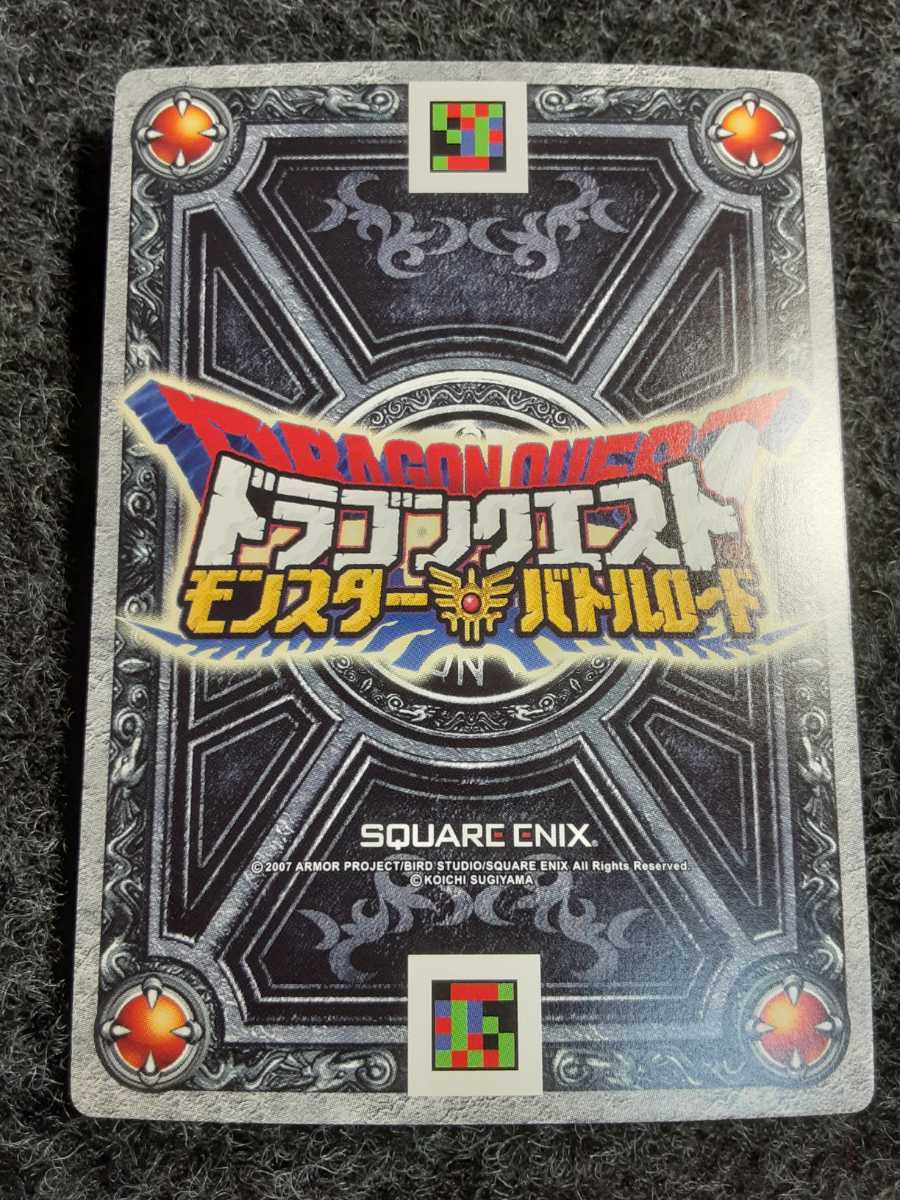 DRAGON QUEST
ドラゴンクエスト
モンスター バトルロード
SQUARE ENIX®
© 2007 ARMOR PROJECT/BIRD STUDIO/SQUARE ENIX All Rights Reserved.
© KOICHI SUGIYAMA